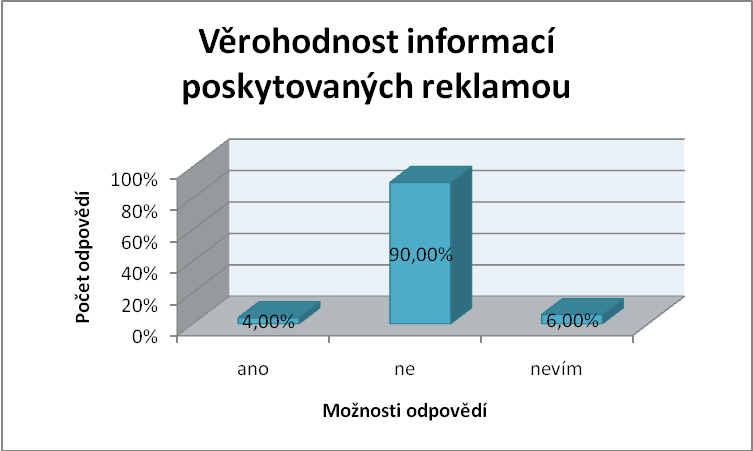 Věrohodnost informací
poskytovaných reklamou
Počet odpovědí
100%
80%
60%
40%
20%
0%
4,00%
90,00%
6,00%
ano
ne
nevím
Možnosti odpovědí